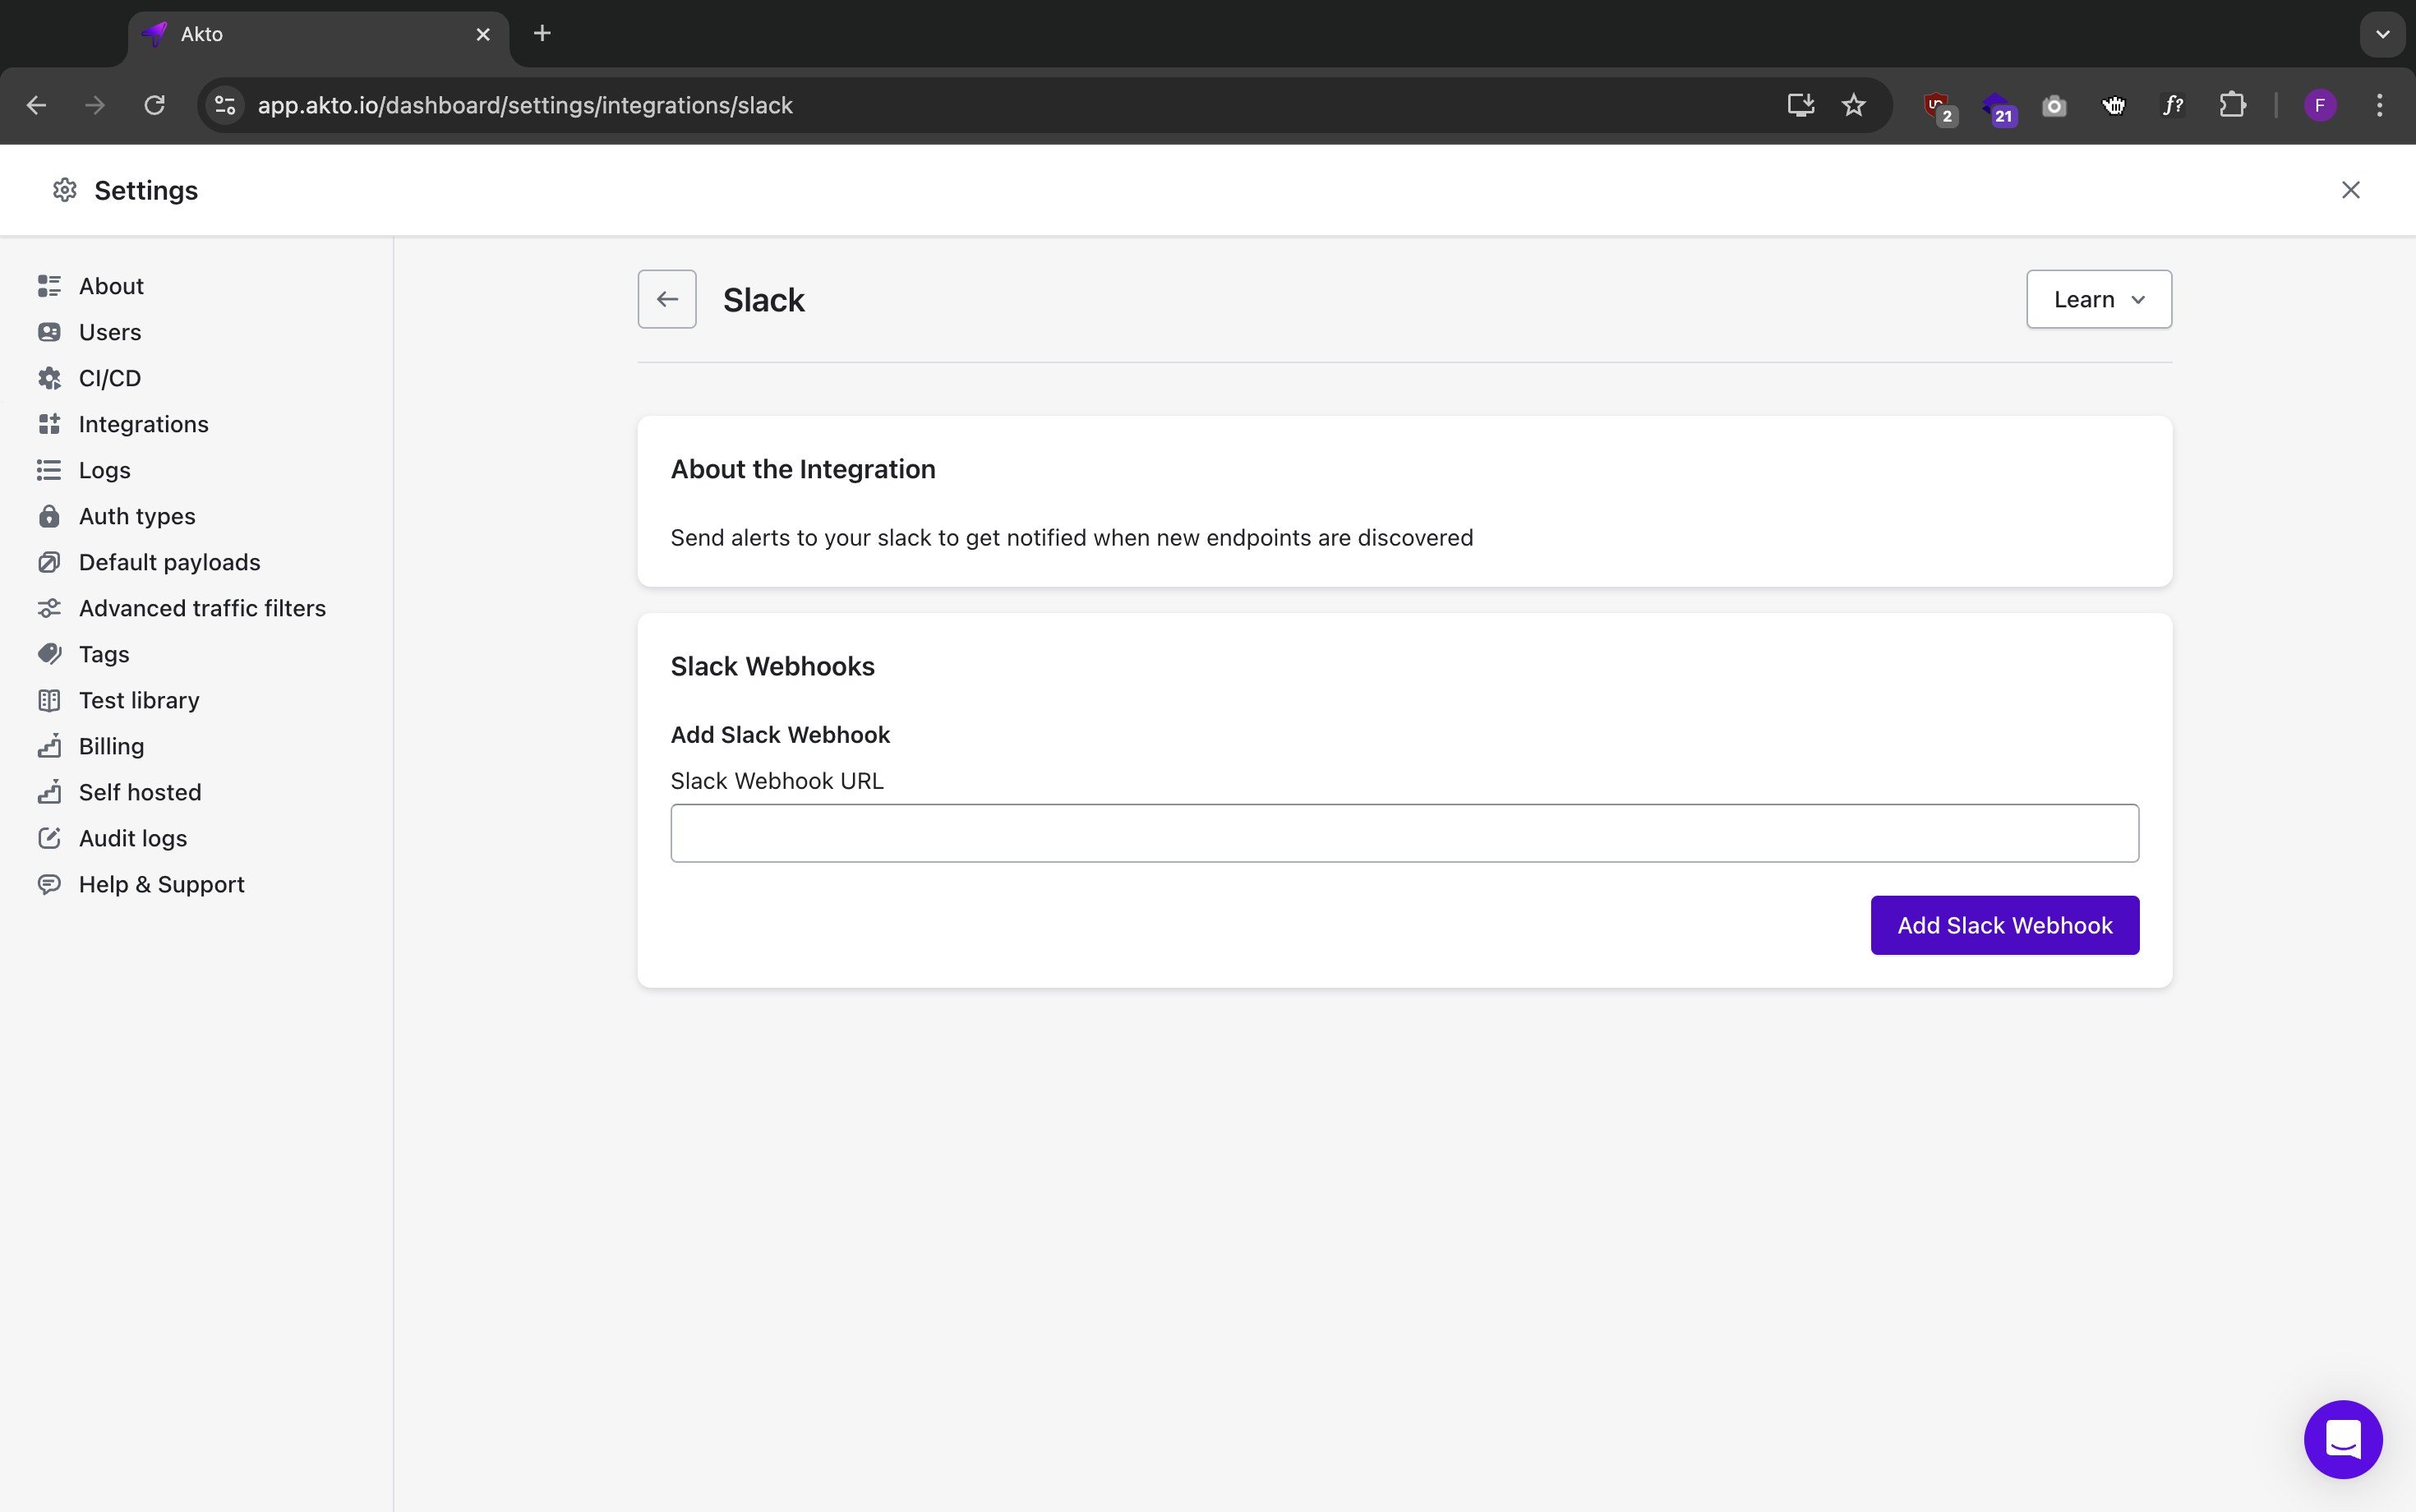 Akto
app.akto.io/dashboard/settings/integrations/slack
2
21
f?
F
Settings
About
Users
CI/CD
Integrations
Logs
Auth types
Default payloads
Advanced traffic filters
Tags
Test library
Billing
Self hosted
Audit logs
Help & Support
Slack
Learn
About the Integration
Send alerts to your slack to get notified when new endpoints are discovered
Slack Webhooks
Add Slack Webhook
Slack Webhook URL
Add Slack Webhook